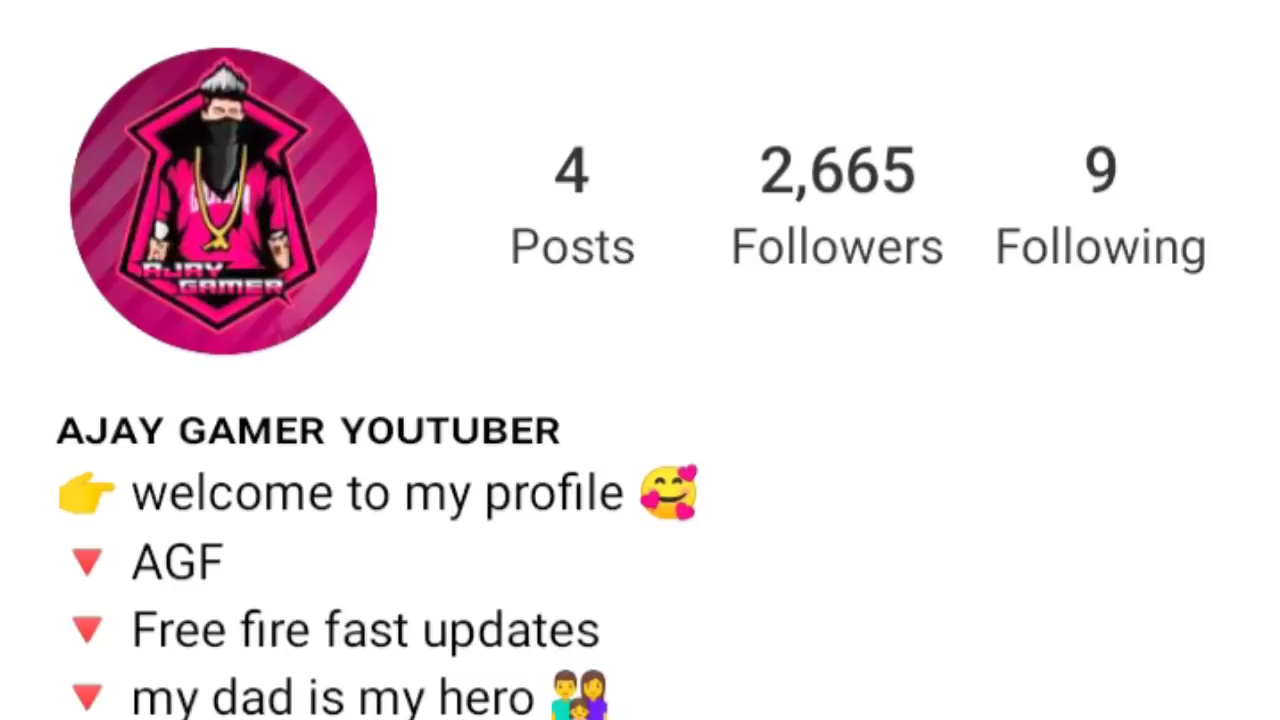 AJAY
GAMER
4 2,665 9
Posts Followers Following
AJAY GAMER YOUTUBER
👉 welcome to my profile 🥰
🔻 AGF
🔻 Free fire fast updates
🔻 my dad is my hero 👨‍👩‍👧